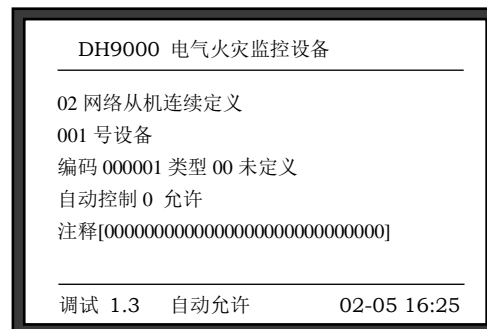 DH9000 电气火灾监控设备
02 网络从机连续定义
001 号设备
编码 000001 类型 00 未定义
自动控制 0 允许
注释[0000000000000000000000000000]
调试 1.3 自动允许 02-05 16:25